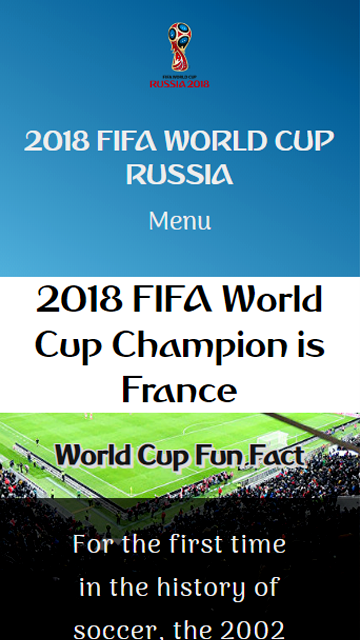 FIFA WORLD CUP
RUSSIA 2018
2018 FIFA WORLD CUP
RUSSIA
Menu
2018 FIFA World
Cup Champion is
France
World Cup Fun Fact
For the first time
in the history of
soccer, the 2002